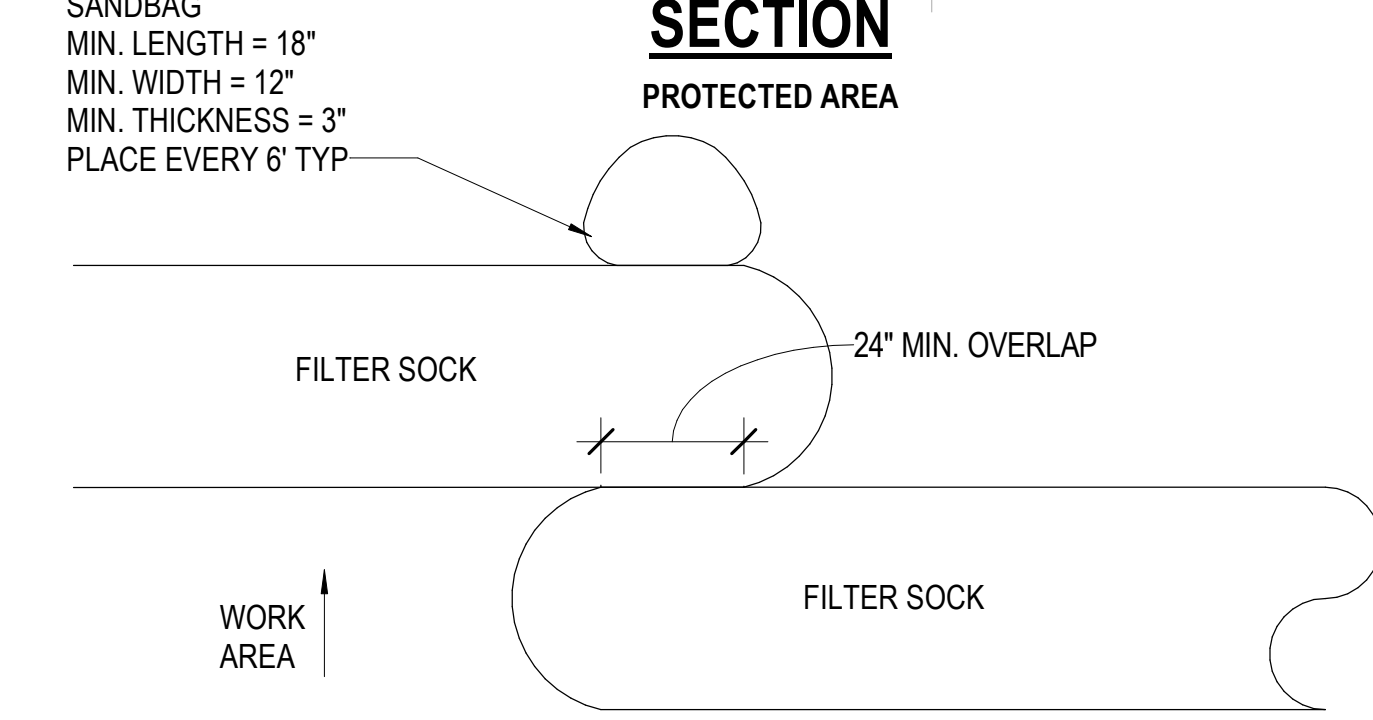 SANDBAG
MIN. LENGTH = 18"
MIN. WIDTH = 12"
MIN. THICKNESS = 3"
PLACE EVERY 6' TYP
SECTION
PROTECTED AREA
24" MIN. OVERLAP
FILTER SOCK
FILTER SOCK
WORK
AREA